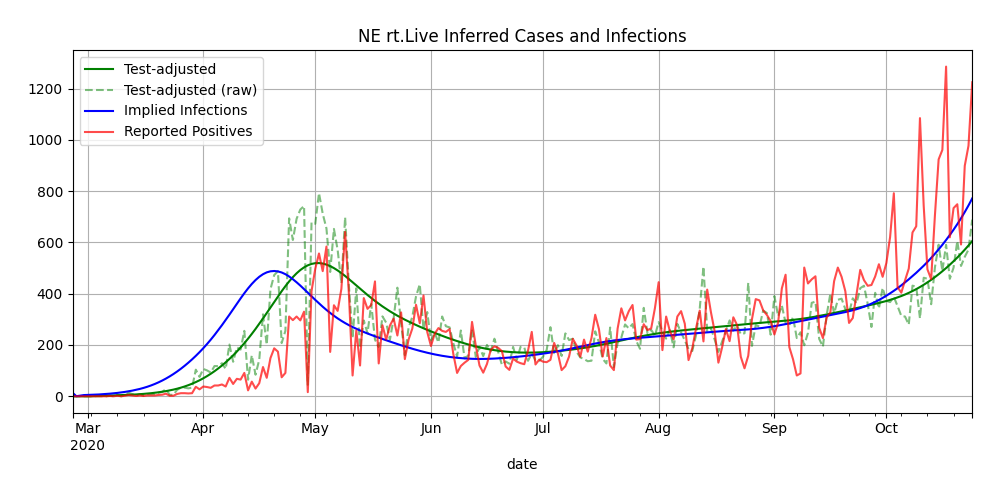 NE rt.Live Inferred Cases and Infections
Test-adjusted
Test-adjusted (raw)
Implied Infections
Reported Positives
1200
1000
800
600
400
200
0
Mar Apr May Jun Jul Aug Sep Oct
2020
date